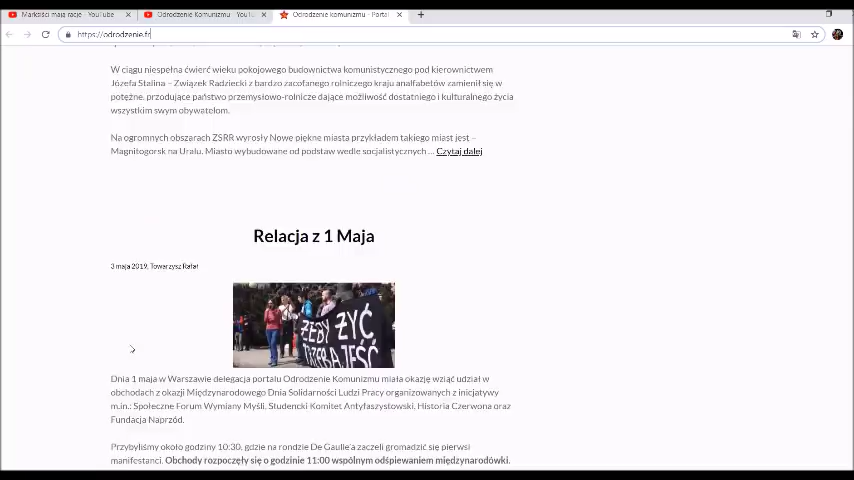 Marksiści mają rację - YouTube
Odrodzenie Komunizmu - YouTu
Odrodzenie komunizmu - Portal
https://odrodzenie.fr
W ciągu niespełna ćwierć wieku pokojowego budownictwa komunistycznego pod kierownictwem
Józefa Stalina – Związek Radziecki z bardzo zacofanego rolniczego kraju analfabetów zamienił się w
potężne, przodujące państwo przemysłowo-rolnicze dające możliwość dostatniego i kulturalnego życia
wszystkim swym obywatelom.
Na ogromnych obszarach ZSRR wyrosły Nowe piękne miasta przykładem takiego miast jest –
Magnitogorsk na Uralu. Miasto wybudowane od podstaw wedle socjalistycznych ... Czytaj dalej
Relacja z 1 Maja
3 maja 2019, Towarzysz Rafał
ŻEBY ŻYĆ
TRZEBA JEŚĆ
Dnia 1 maja w Warszawie delegacja portalu Odrodzenie Komunizmu miała okazję wziąć udział w
obchodach z okazji Międzynarodowego Dnia Solidarności Ludzi Pracy organizowanych z inicjatywy
m.in.: Społeczne Forum Wymiany Myśli, Studencki Komitet Antyfaszystowski, Historia Czerwona oraz
Fundacja Naprzód.
Przybyliśmy około godziny 10:30, gdzie na rondzie De Gaulle'a zaczeli gromadzić się pierwsi
manifestanci. Obchody rozpoczęły się o godzinie 11:00 wspólnym odśpiewaniem międzynarodówki.